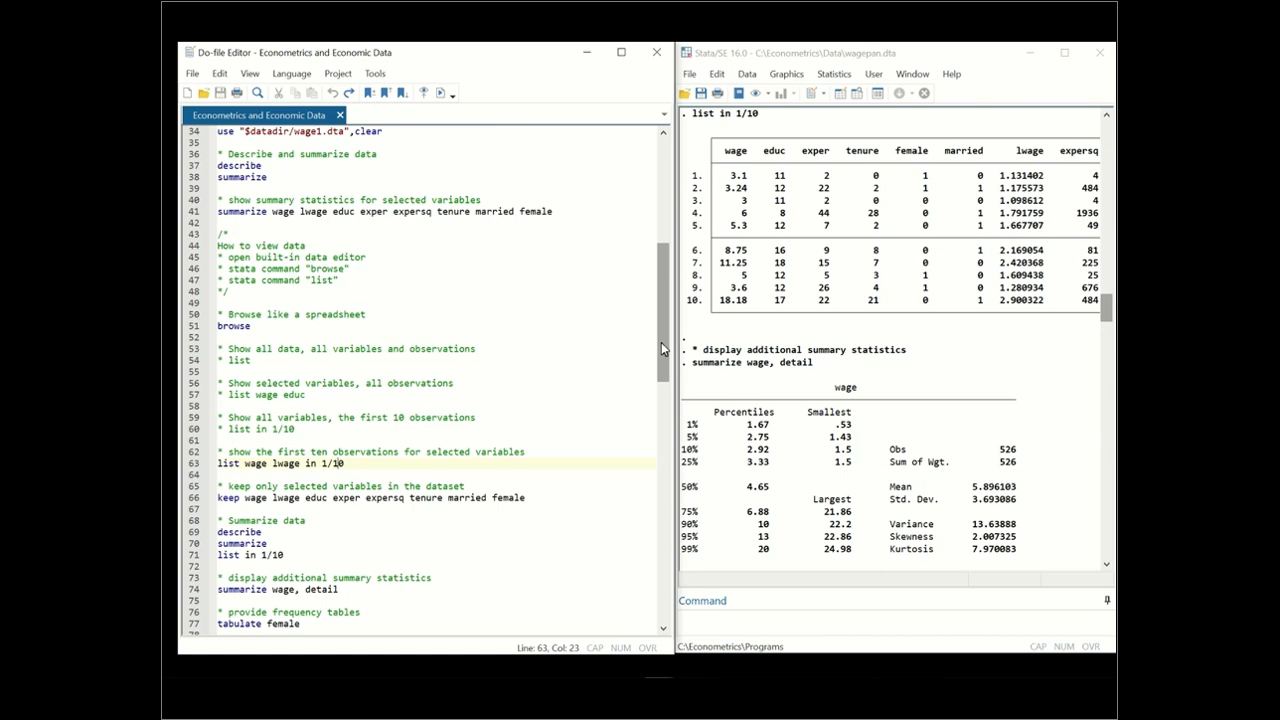 Do-file Editor - Econometrics and Economic Data
File Edit View Language Project Tools
Econometrics and Economic Data
34 use "$datadir/wage1.dta",clear
35
36 * Describe and summarize data
37 describe
38 summarize
39
40 * show summary statistics for selected variables
41 summarize wage lwage educ exper expersq tenure married female
42
43 /*
44 How to view data
45 * open built-in data editor
46 * stata command "browse"
47 * stata command "list"
48 */
49
50 * Browse like a spreadsheet
51 browse
52
53 * Show all data, all variables and observations
54 * list
55
56 * Show selected variables, all observations
57 * list wage educ
58
59 * Show all variables, the first 10 observations
60 * list in 1/10
61
62 * show the first ten observations for selected variables
63 list wage lwage in 1/10
64
65 * keep only selected variables in the dataset
66 keep wage lwage educ exper expersq tenure married female
67
68 * Summarize data
69 describe
70 summarize
71 list in 1/10
72
73 * display additional summary statistics
74 summarize wage, detail
75
76 * provide frequency tables
77 tabulate female
78
Line: 63, Col: 23 CAP NUM OVR
Stata/SE 16.0 - C:\Econometrics\Data\wagepan.dta
File Edit Data Graphics Statistics User Window Help
. list in 1/10
wage educ exper tenure female married lwage expersq
1. 3.1 11 2 0 1 0 1.131402 4
2. 3.24 12 22 2 1 1 1.175573 484
3. 3 11 2 0 0 0 1.098612 4
4. 6 8 44 28 0 1 1.791759 1936
5. 5.3 12 7 2 0 1 1.667707 49
6. 8.75 16 9 8 0 1 2.169054 81
7. 11.25 18 15 7 0 0 2.420368 225
8. 5 12 5 3 1 0 1.609438 25
9. 3.6 12 26 4 1 0 1.280934 676
10. 18.18 17 22 21 0 1 2.900322 484
.
. * display additional summary statistics
. summarize wage, detail
wage
Percentiles Smallest
1% 1.67 .53
5% 2.75 1.43
10% 2.92 1.5 Obs 526
25% 3.33 1.5 Sum of Wgt. 526
50% 4.65 Mean 5.896103
Largest Std. Dev. 3.693086
75% 6.88 21.86
90% 10 22.2 Variance 13.63888
95% 13 22.86 Skewness 2.007325
99% 20 24.98 Kurtosis 7.970083
Command
C:\Econometrics\Programs CAP NUM OVR